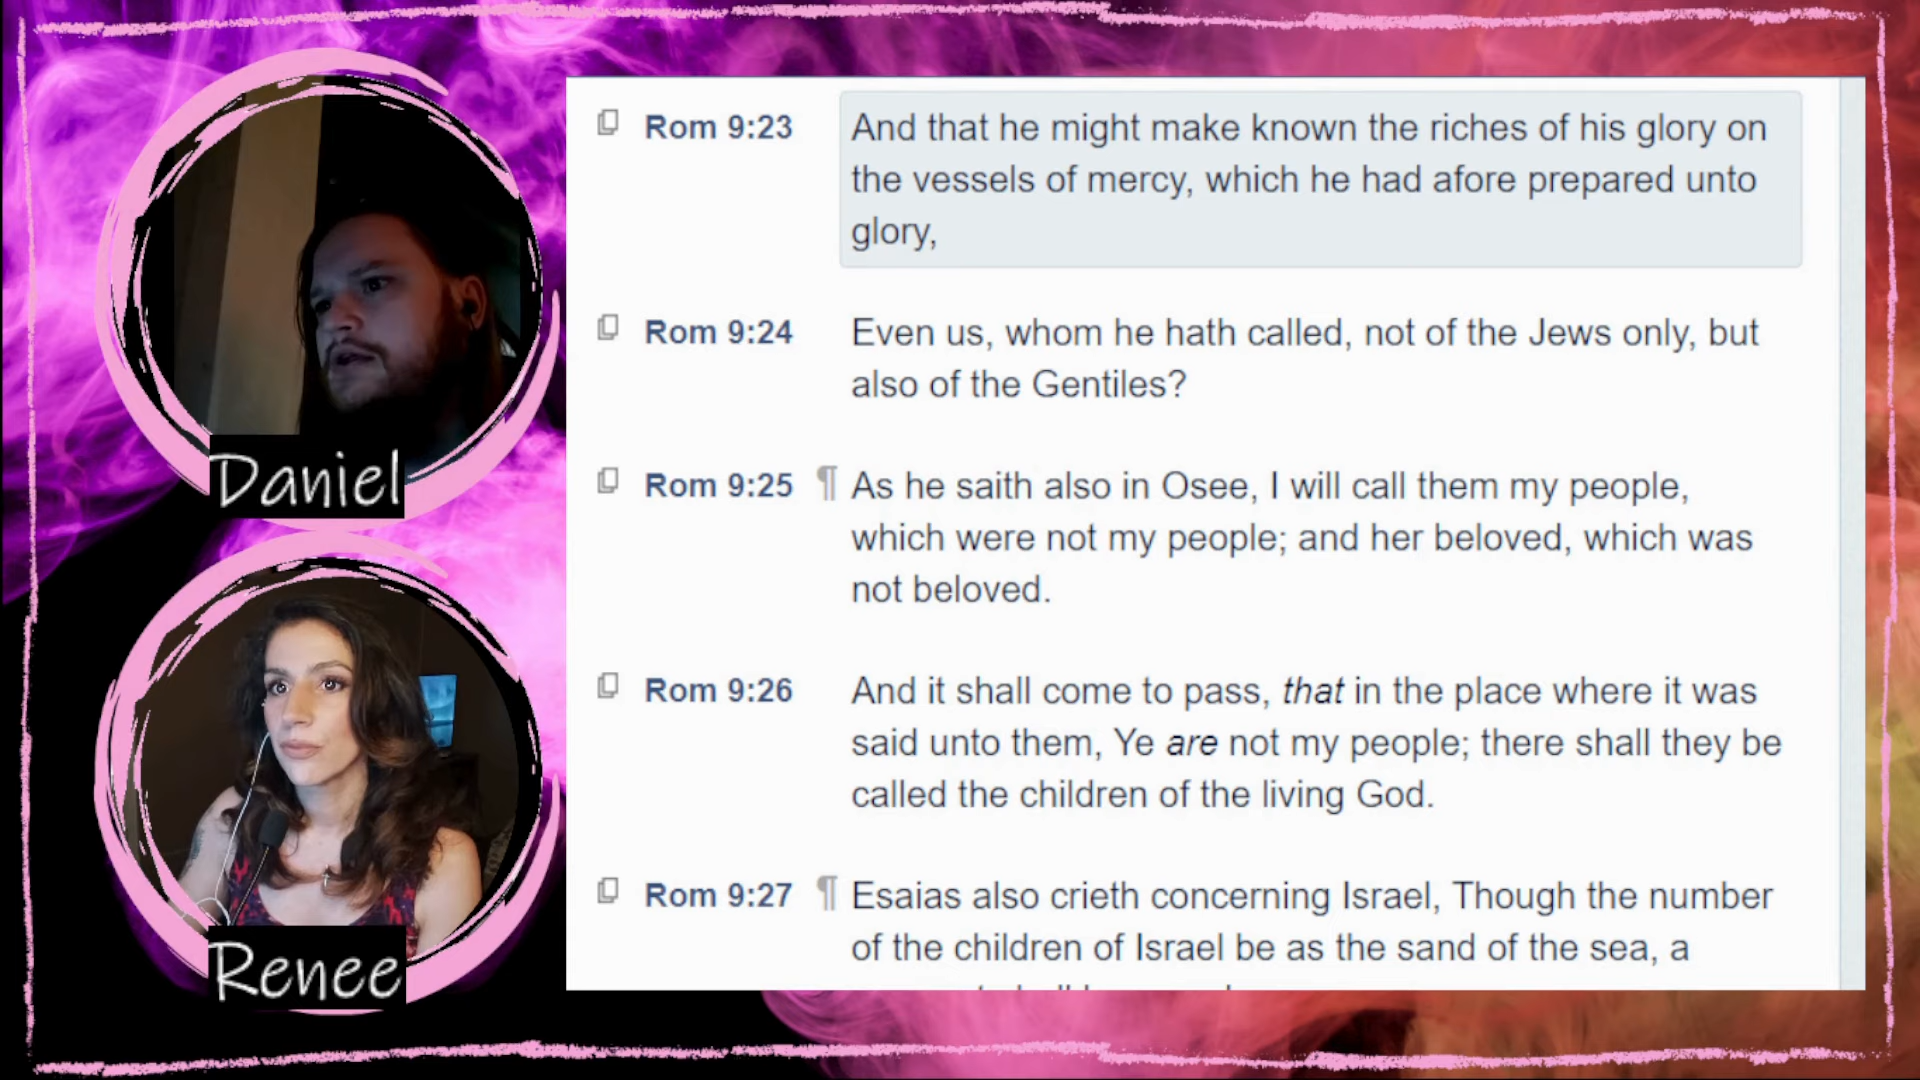 Rom 9:23 And that he might make known the riches of his glory on
the vessels of mercy, which he had afore prepared unto
glory,
Rom 9:24 Even us, whom he hath called, not of the Jews only, but
also of the Gentiles?
Rom 9:25 ¶ As he saith also in Osee, I will call them my people,
which were not my people; and her beloved, which was
not beloved.
Rom 9:26 And it shall come to pass, that in the place where it was
said unto them, Ye are not my people; there shall they be
called the children of the living God.
Rom 9:27 ¶ Esaias also crieth concerning Israel, Though the number
of the children of Israel be as the sand of the sea, a
Daniel
Renee